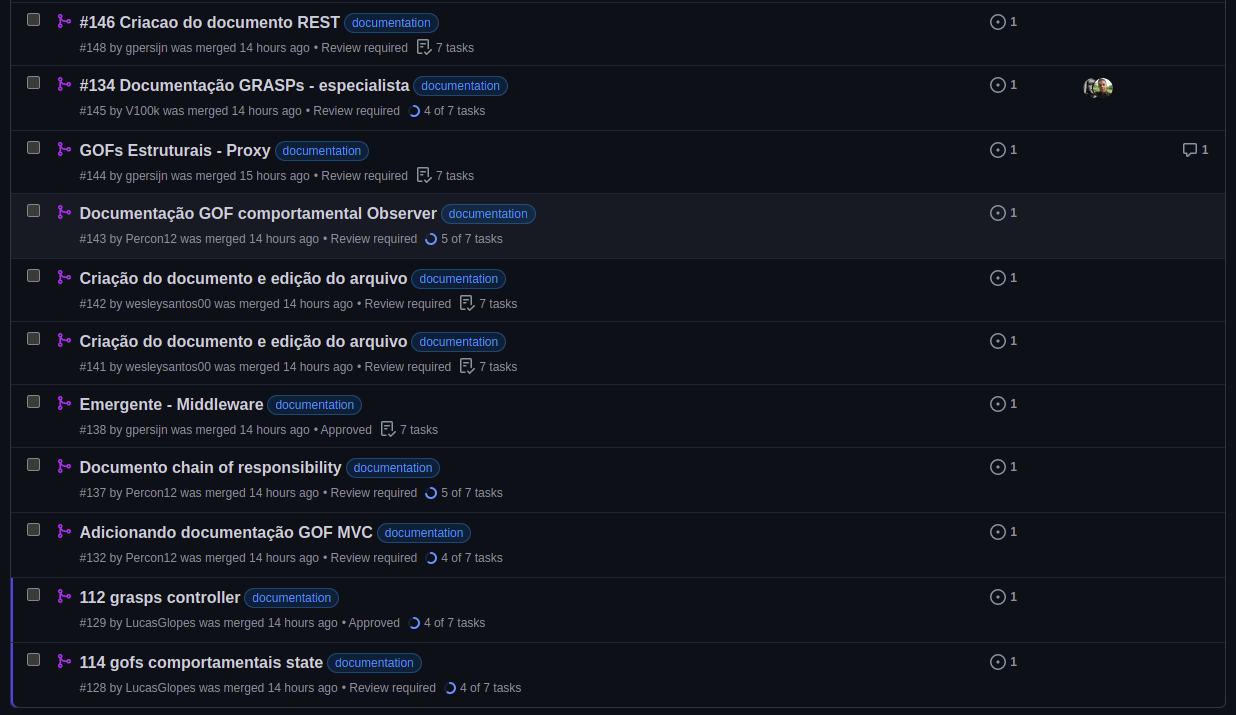 #146 Criacao do documento REST documentation 1
#148 by gpersijn was merged 14 hours ago • Review required 7 tasks
#134 Documentação GRASPs - especialista documentation 1
#145 by V100k was merged 14 hours ago • Review required 4 of 7 tasks
GOFs Estruturais - Proxy documentation 1 1
#144 by gpersijn was merged 15 hours ago • Review required 7 tasks
Documentação GOF comportamental Observer documentation 1
#143 by Percon12 was merged 14 hours ago • Review required 5 of 7 tasks
Criação do documento e edição do arquivo documentation 1
#142 by wesleysantos00 was merged 14 hours ago • Review required 7 tasks
Criação do documento e edição do arquivo documentation 1
#141 by wesleysantos00 was merged 14 hours ago • Review required 7 tasks
Emergente - Middleware documentation 1
#138 by gpersijn was merged 14 hours ago • Approved 7 tasks
Documento chain of responsibility documentation 1
#137 by Percon12 was merged 14 hours ago • Review required 5 of 7 tasks
Adicionando documentação GOF MVC documentation 1
#132 by Percon12 was merged 14 hours ago • Review required 4 of 7 tasks
112 grasps controller documentation 1
#129 by LucasGlopes was merged 14 hours ago • Approved 4 of 7 tasks
114 gofs comportamentais state documentation 1
#128 by LucasGlopes was merged 14 hours ago • Review required 4 of 7 tasks